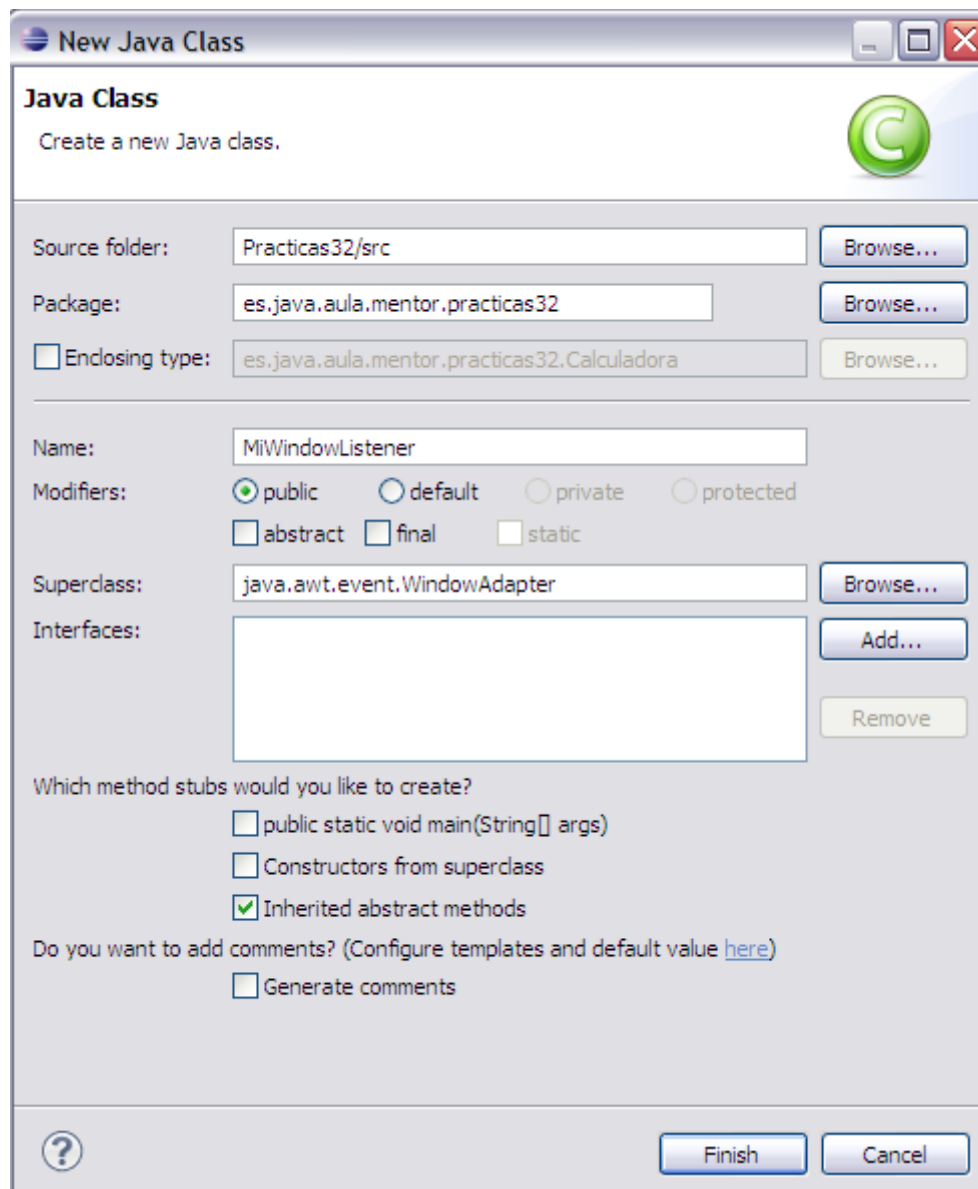 New Java Class
Java Class
Create a new Java class.
Source folder: Practicas32/src Browse...
Package: es.java.aula.mentor.practicas32 Browse...
Enclosing type: es.java.aula.mentor.practicas32.Calculadora Browse...
Name: MiWindowListener
Modifiers: public default private protected
abstract final static
Superclass: java.awt.event.WindowAdapter Browse...
Interfaces: Add...
Remove
Which method stubs would you like to create?
public static void main(String[] args)
Constructors from superclass
Inherited abstract methods
Do you want to add comments? (Configure templates and default value here)
Generate comments
? Finish Cancel